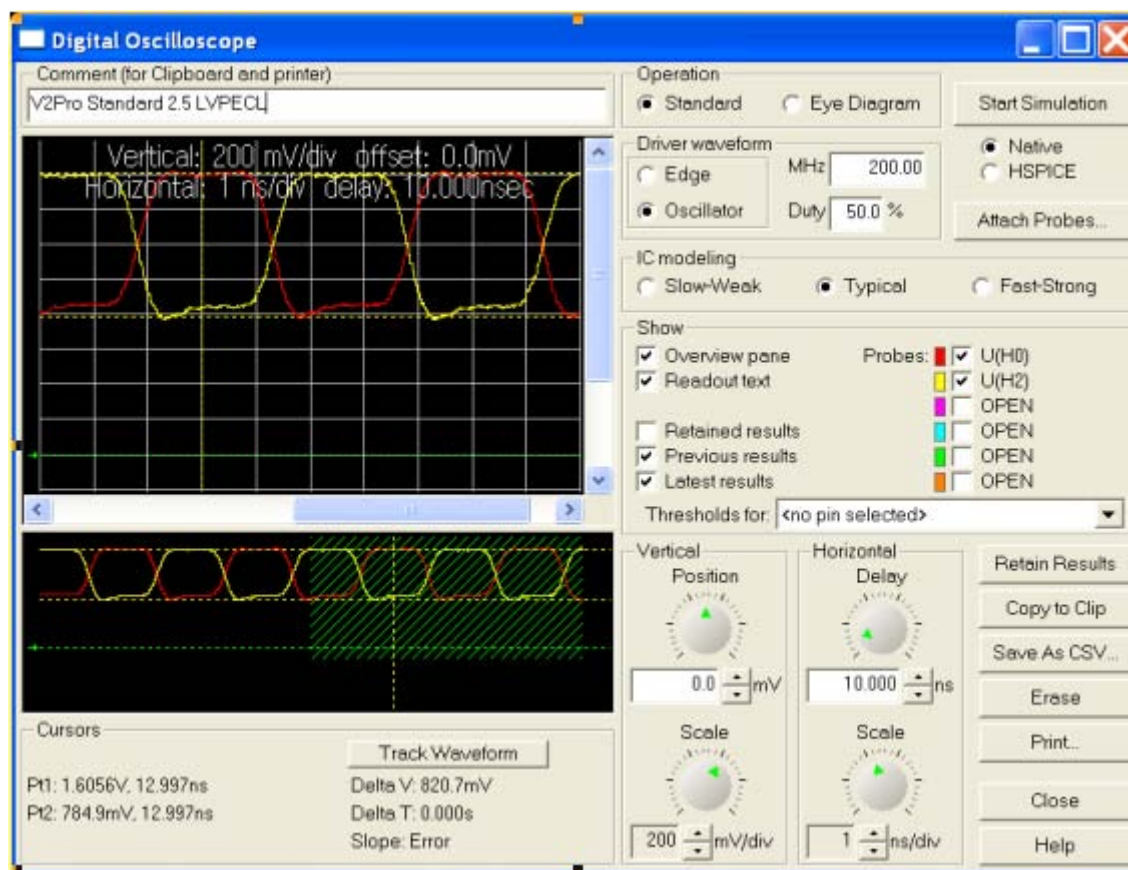 Digital Oscilloscope
Comment (for Clipboard and printer)
V2Pro Standard 2.5 LVPECL
Vertical: 200 mV/div offset: 0.0mV
Horizontal: 1 ns/div delay: 10.000nsec
Operation
Standard
Eye Diagram
Start Simulation
Driver waveform
Edge
Oscillator
MHz 200.00
Duty 50.0 %
Native
HSPICE
Attach Probes...
IC modeling
Slow-Weak
Typical
Fast-Strong
Show
Overview pane
Readout text
Retained results
Previous results
Latest results
Probes:
U(H0)
U(H2)
OPEN
OPEN
OPEN
OPEN
Thresholds for: <no pin selected>
Vertical
Position
0.0 mV
Scale
200 mV/div
Horizontal
Delay
10.000 ns
Scale
1 ns/div
Retain Results
Copy to Clip
Save As CSV...
Erase
Print...
Close
Help
Cursors
Track Waveform
Pt1: 1.6056V, 12.997ns
Pt2: 784.9mV, 12.997ns
Delta V: 820.7mV
Delta T: 0.000s
Slope: Error